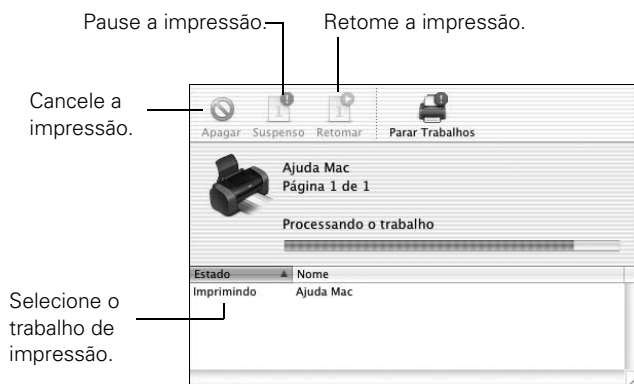 Pause a impressão.
Retome a impressão.
Cancele a
impressão.
Apagar Suspenso Retomar Parar Trabalhos
Ajuda Mac
Página 1 de 1
Processando o trabalho
Estado Nome
Imprimindo Ajuda Mac
Selecione o
trabalho de
impressão.